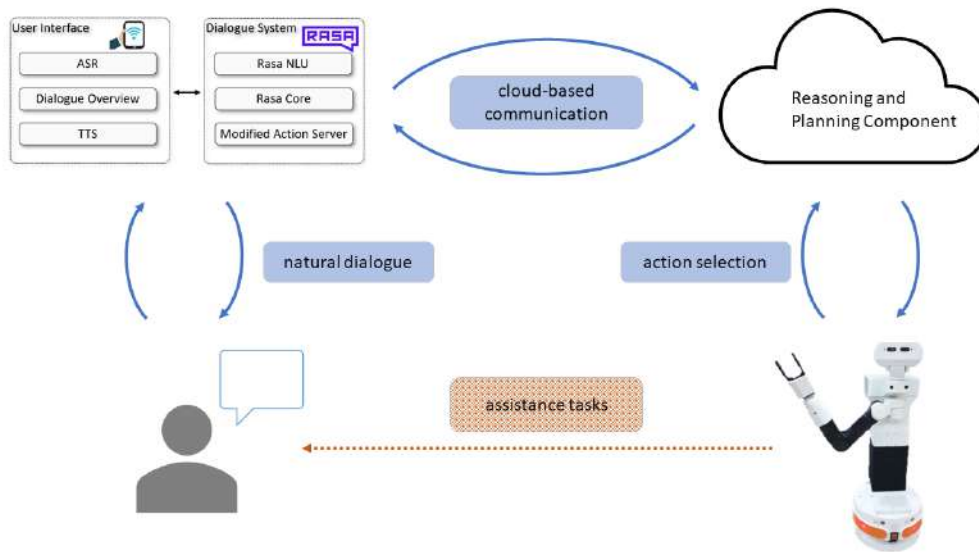 User Interface
ASR
Dialogue Overview
TTS
Dialogue System
RASA
Rasa NLU
Rasa Core
Modified Action Server
cloud-based
communication
Reasoning and
Planning Component
natural dialogue
action selection
assistance tasks